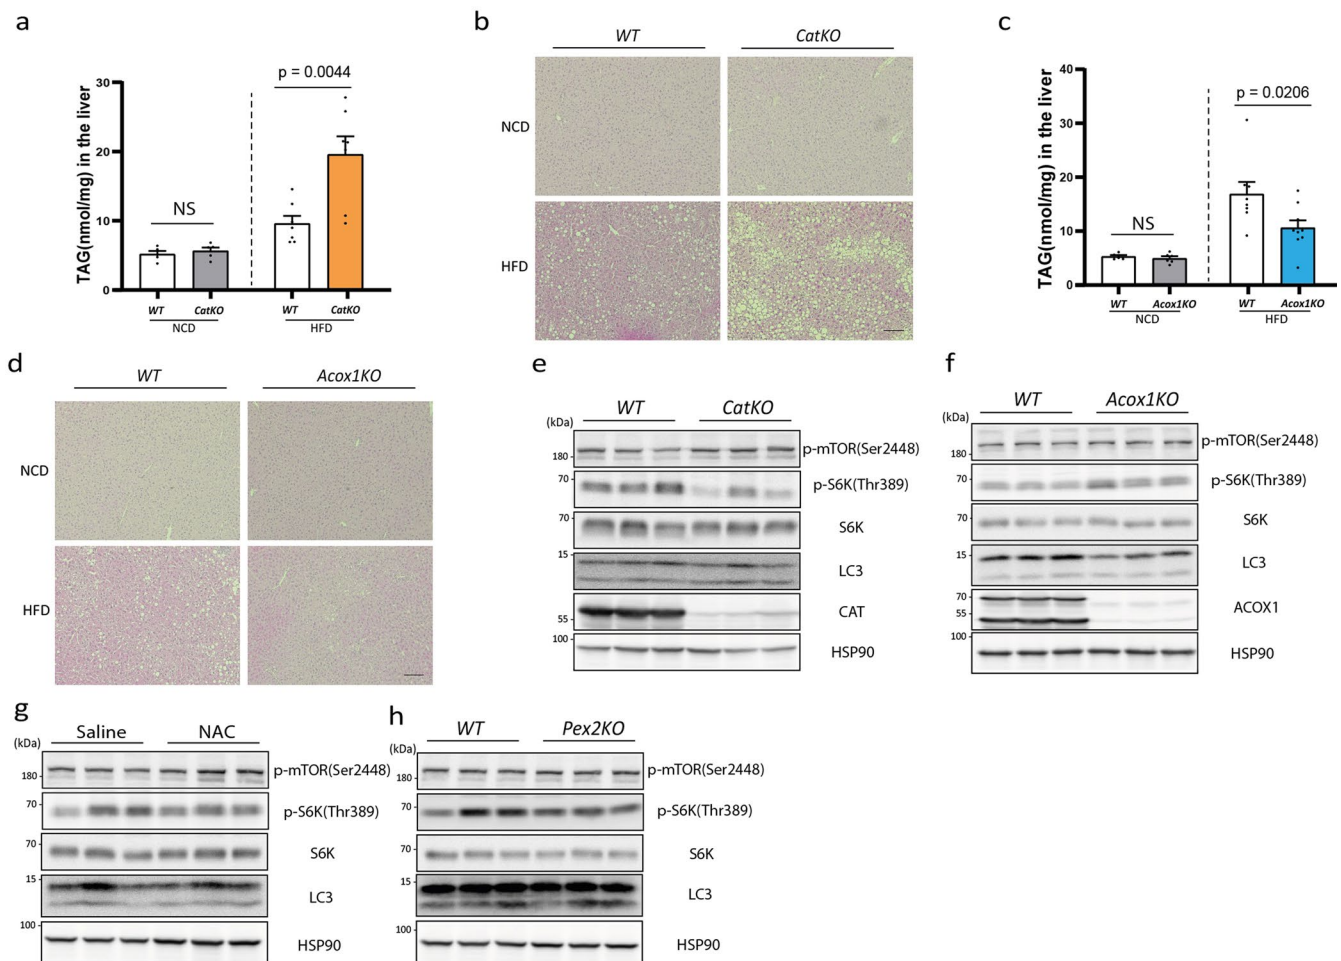 a
TAG(nmol/mg) in the liver
30
20
10
0
NS
p = 0.0044
WT
CatKO
WT
CatKO
NCD
HFD
b
WT
CatKO
NCD
HFD
c
TAG(nmol/mg) in the liver
40
30
20
10
0
NS
p = 0.0206
WT
Acox1KO
WT
Acox1KO
NCD
HFD
d
WT
Acox1KO
NCD
HFD
e
WT
CatKO
(kDa)
180
p-mTOR(Ser2448)
70
p-S6K(Thr389)
70
S6K
15
LC3
55
CAT
100
HSP90
f
WT
Acox1KO
(kDa)
180
p-mTOR(Ser2448)
70
p-S6K(Thr389)
70
S6K
15
LC3
70
55
ACOX1
100
HSP90
g
Saline
NAC
(kDa)
180
p-mTOR(Ser2448)
70
p-S6K(Thr389)
70
S6K
15
LC3
100
HSP90
h
WT
Pex2KO
(kDa)
180
p-mTOR(Ser2448)
70
p-S6K(Thr389)
70
S6K
15
LC3
100
HSP90